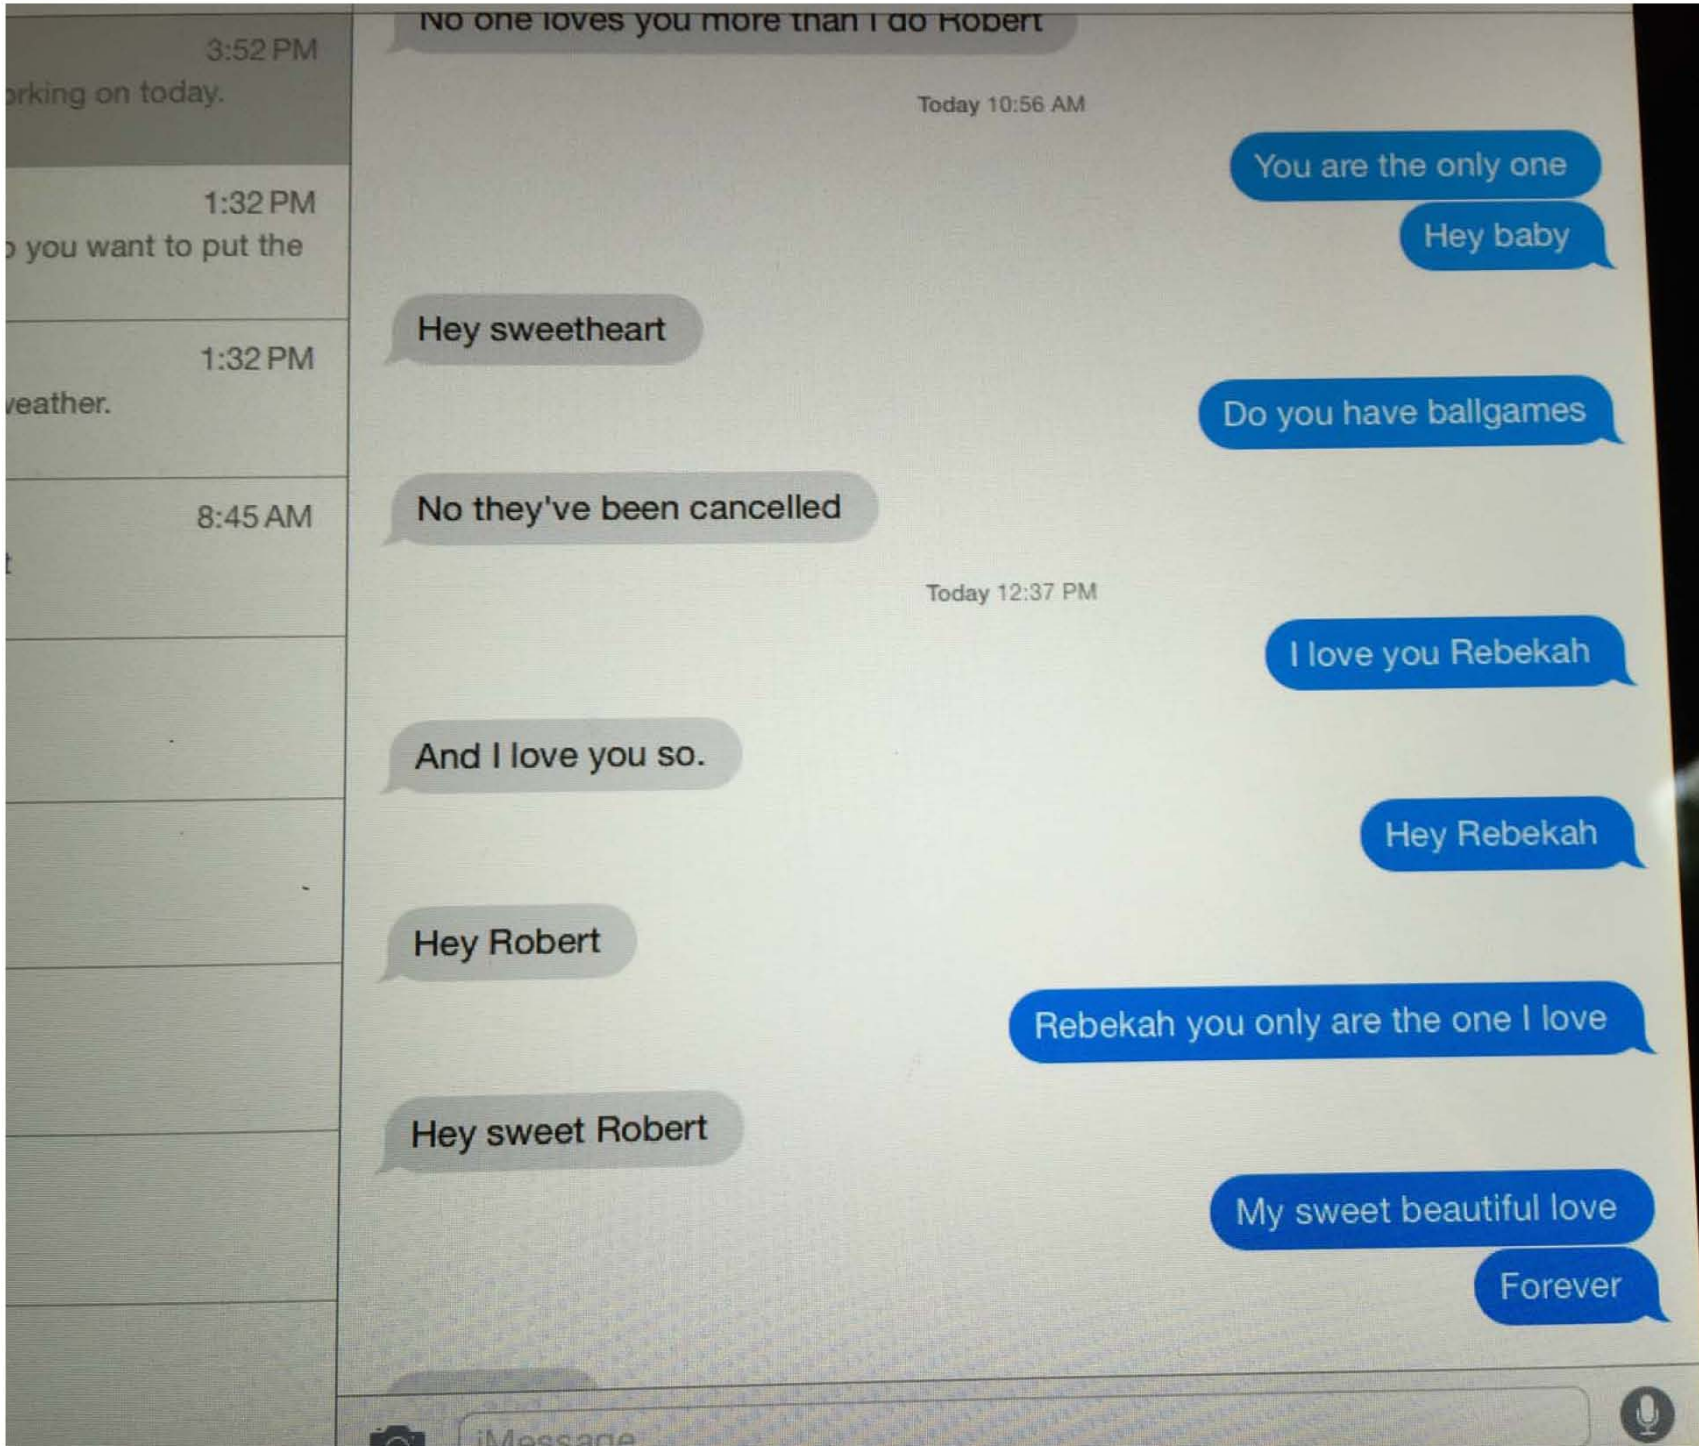 3:52 PM
orking on today.
1:32 PM
you want to put the
1:32 PM
weather.
8:45 AM
No one loves you more than I do Robert
Today 10:56 AM
You are the only one
Hey baby
Hey sweetheart
Do you have ballgames
No they've been cancelled
Today 12:37 PM
I love you Rebekah
And I love you so.
Hey Rebekah
Hey Robert
Rebekah you only are the one I love
Hey sweet Robert
My sweet beautiful love
Forever
iMessage